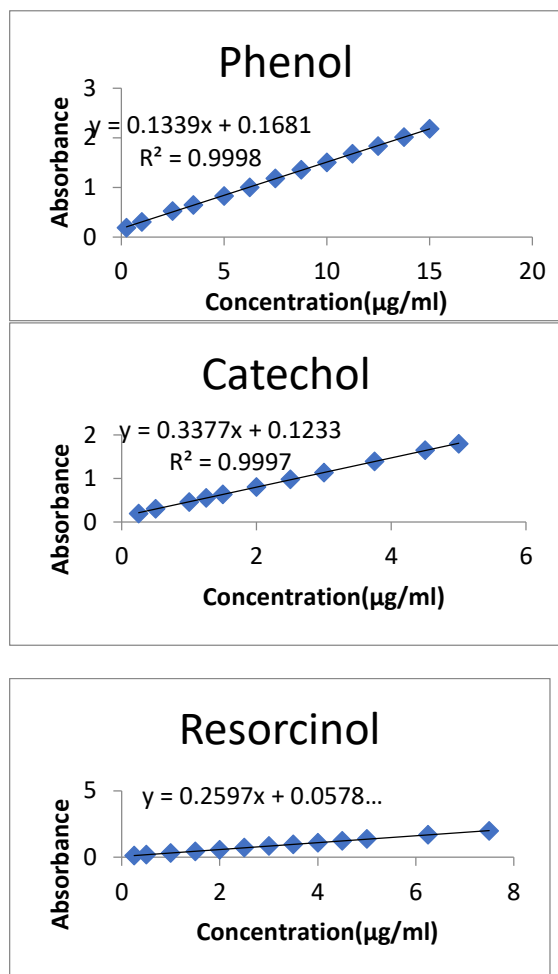 Phenol
3
y = 0.1339x + 0.1681
2
R² = 0.9998
1
0
0 5 10 15 20
Absorbance
Concentration(µg/ml)
Catechol
2
y = 0.3377x + 0.1233
R² = 0.9997
1
0
0 2 4 6
Absorbance
Concentration(µg/ml)
Resorcinol
5
y = 0.2597x + 0.0578...
0
0 2 4 6 8
Absorbance
Concentration(µg/ml)